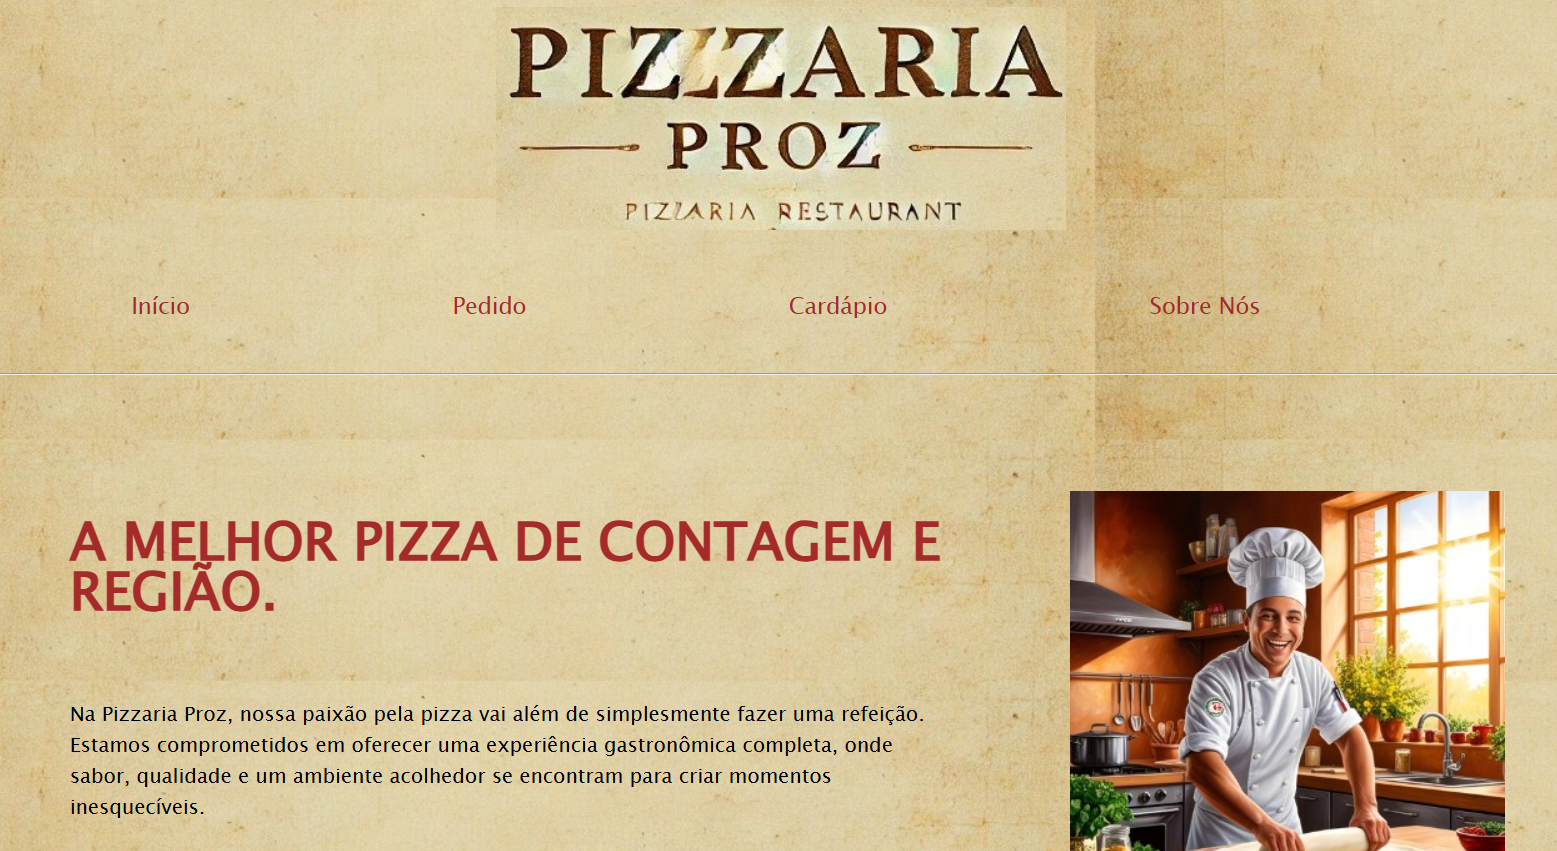 PIZZZARIA
PROZ
PIZZARIA RESTAURANT
Início Pedido Cardápio Sobre Nós
A MELHOR PIZZA DE CONTAGEM E
REGIÃO.
Na Pizzaria Proz, nossa paixão pela pizza vai além de simplesmente fazer uma refeição.
Estamos comprometidos em oferecer uma experiência gastronômica completa, onde
sabor, qualidade e um ambiente acolhedor se encontram para criar momentos
inesquecíveis.